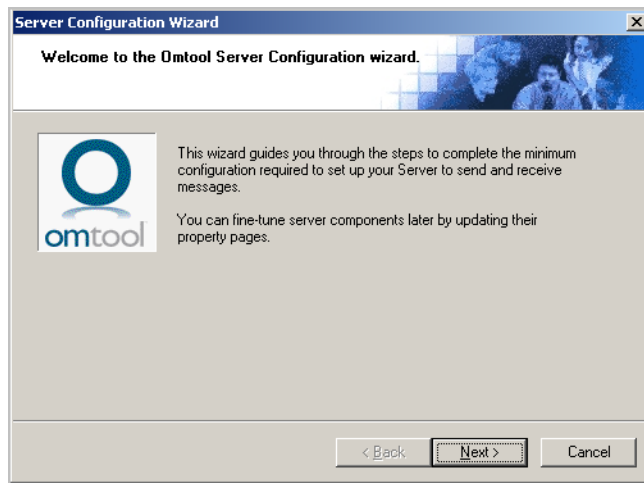 Server Configuration Wizard
Welcome to the Omtool Server Configuration wizard.
omtool
This wizard guides you through the steps to complete the minimum
configuration required to set up your Server to send and receive
messages.
You can fine-tune server components later by updating their
property pages.
< Back Next > Cancel